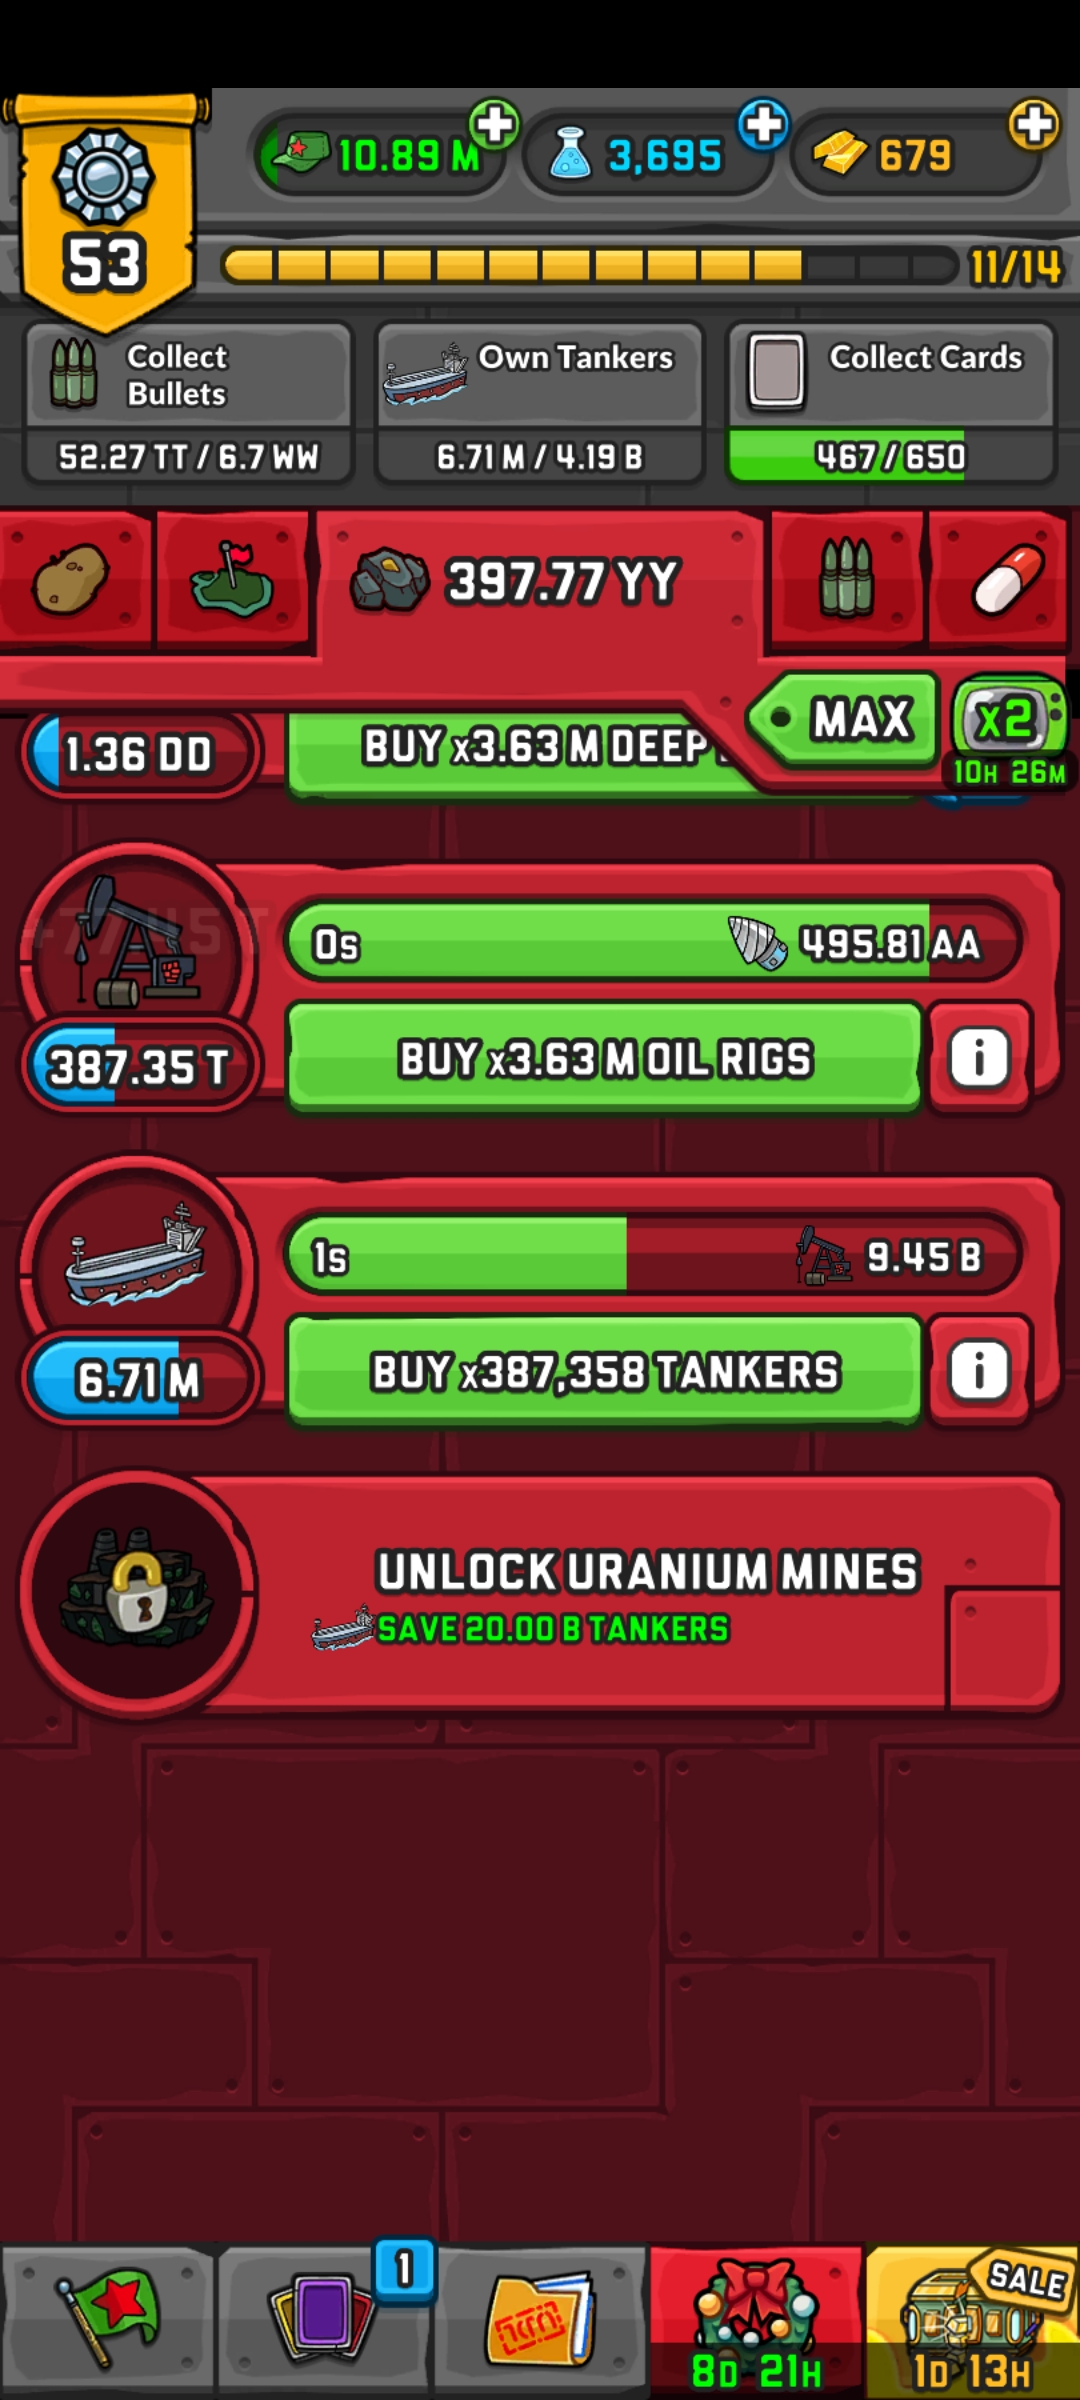 10.89 M
3,695
679
53
11/14
Collect Bullets
52.27 TT / 6.7 WW
Own Tankers
6.71 M / 4.19 B
Collect Cards
467 / 650
397.77 YY
MAX
x2
10H 26M
1.36 DD
BUY x3.63 M DEEP
+77.45 T
0s
495.81 AA
387.35 T
BUY x3.63 M OIL RIGS
i
1s
9.45 B
6.71 M
BUY x387,358 TANKERS
i
UNLOCK URANIUM MINES
SAVE 20.00 B TANKERS
1
SALE
8D 21H
1D 13H